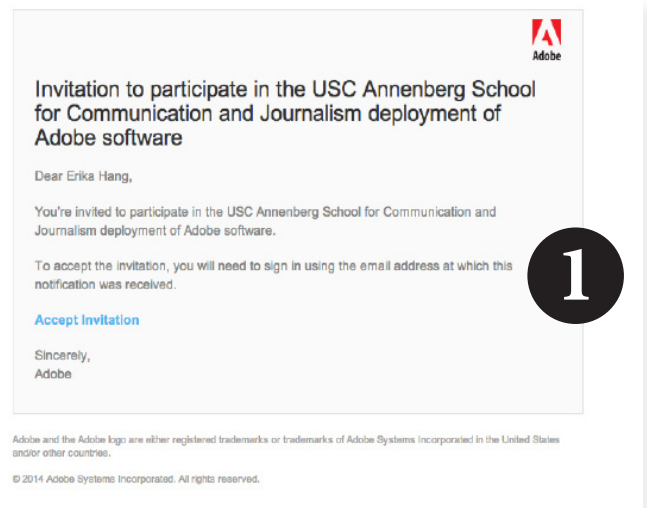 Adobe
Invitation to participate in the USC Annenberg School
for Communication and Journalism deployment of
Adobe software
Dear Erika Hang,
You're invited to participate in the USC Annenberg School for Communication and
Journalism deployment of Adobe software.
To accept the invitation, you will need to sign in using the email address at which this
notification was received.
1
Accept Invitation
Sincerely,
Adobe
Adobe and the Adobe logo are either registered trademarks or trademarks of Adobe Systems Incorporated in the United States
and/or other countries.
© 2014 Adobe Systems Incorporated. All rights reserved.